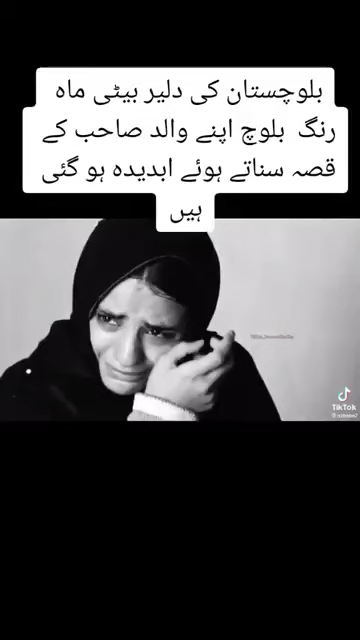 بلوچستان کی دلیر بیٹی ماہ
رنگ بلوچ اپنے والد صاحب کے
قصہ سناتے ہوئے ابدیدہ ہو گئی
ہیں
TikTok